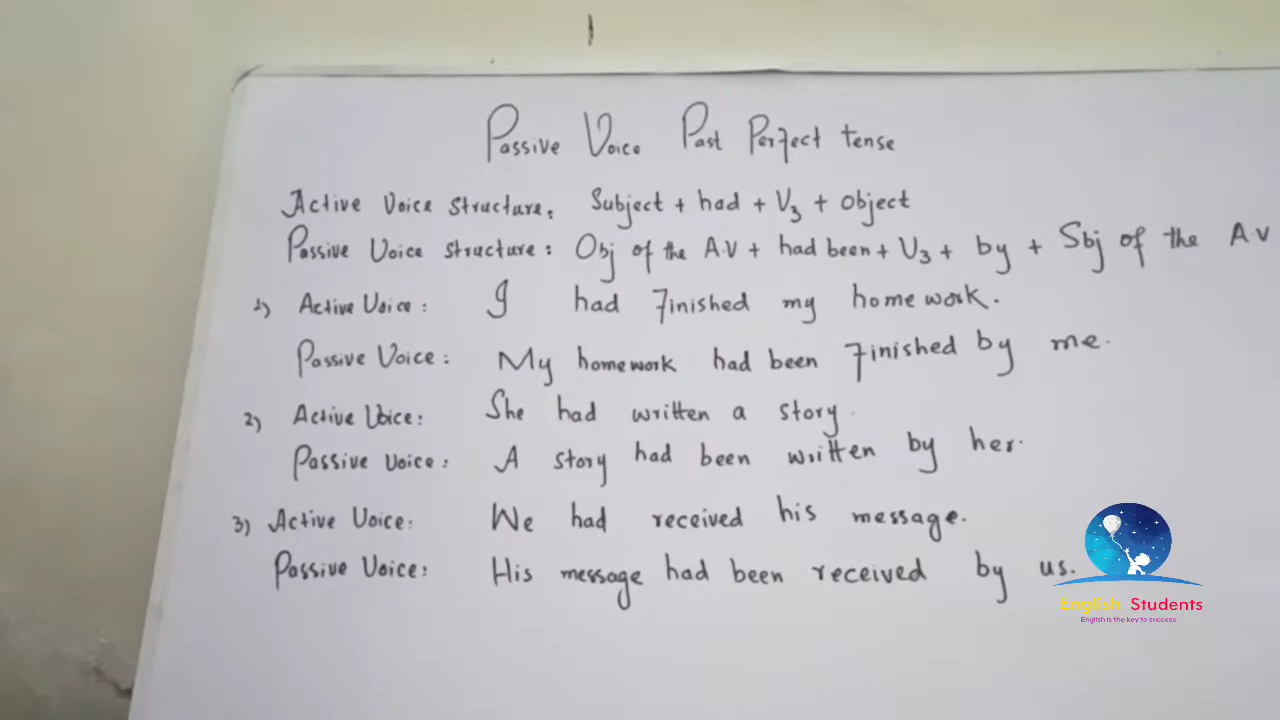 Passive Voice Past Perfect tense
Active Voice Structure: Subject + had + V3 + object
Passive Voice Structure: Obj of the A.V + had been + V3 + by + Sbj of the A.V
1) Active Voice: I had finished my homework.
Passive Voice: My homework had been finished by me.
2) Active Voice: She had written a story.
Passive Voice: A story had been written by her.
3) Active Voice: We had received his message.
Passive Voice: His message had been received by us.
English Students
English is the key to success